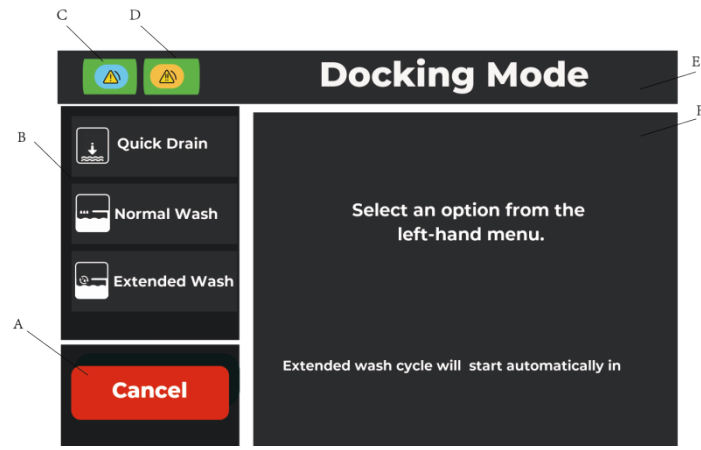 C D
Docking Mode
E
F
B
Quick Drain
Normal Wash
Extended Wash
Select an option from the
left-hand menu.
A
Cancel
Extended wash cycle will start automatically in